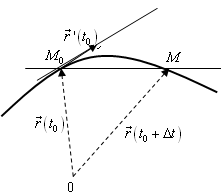 r⃗ '(t₀)
M₀ M
r⃗(t₀) r⃗(t₀ + Δt)
0